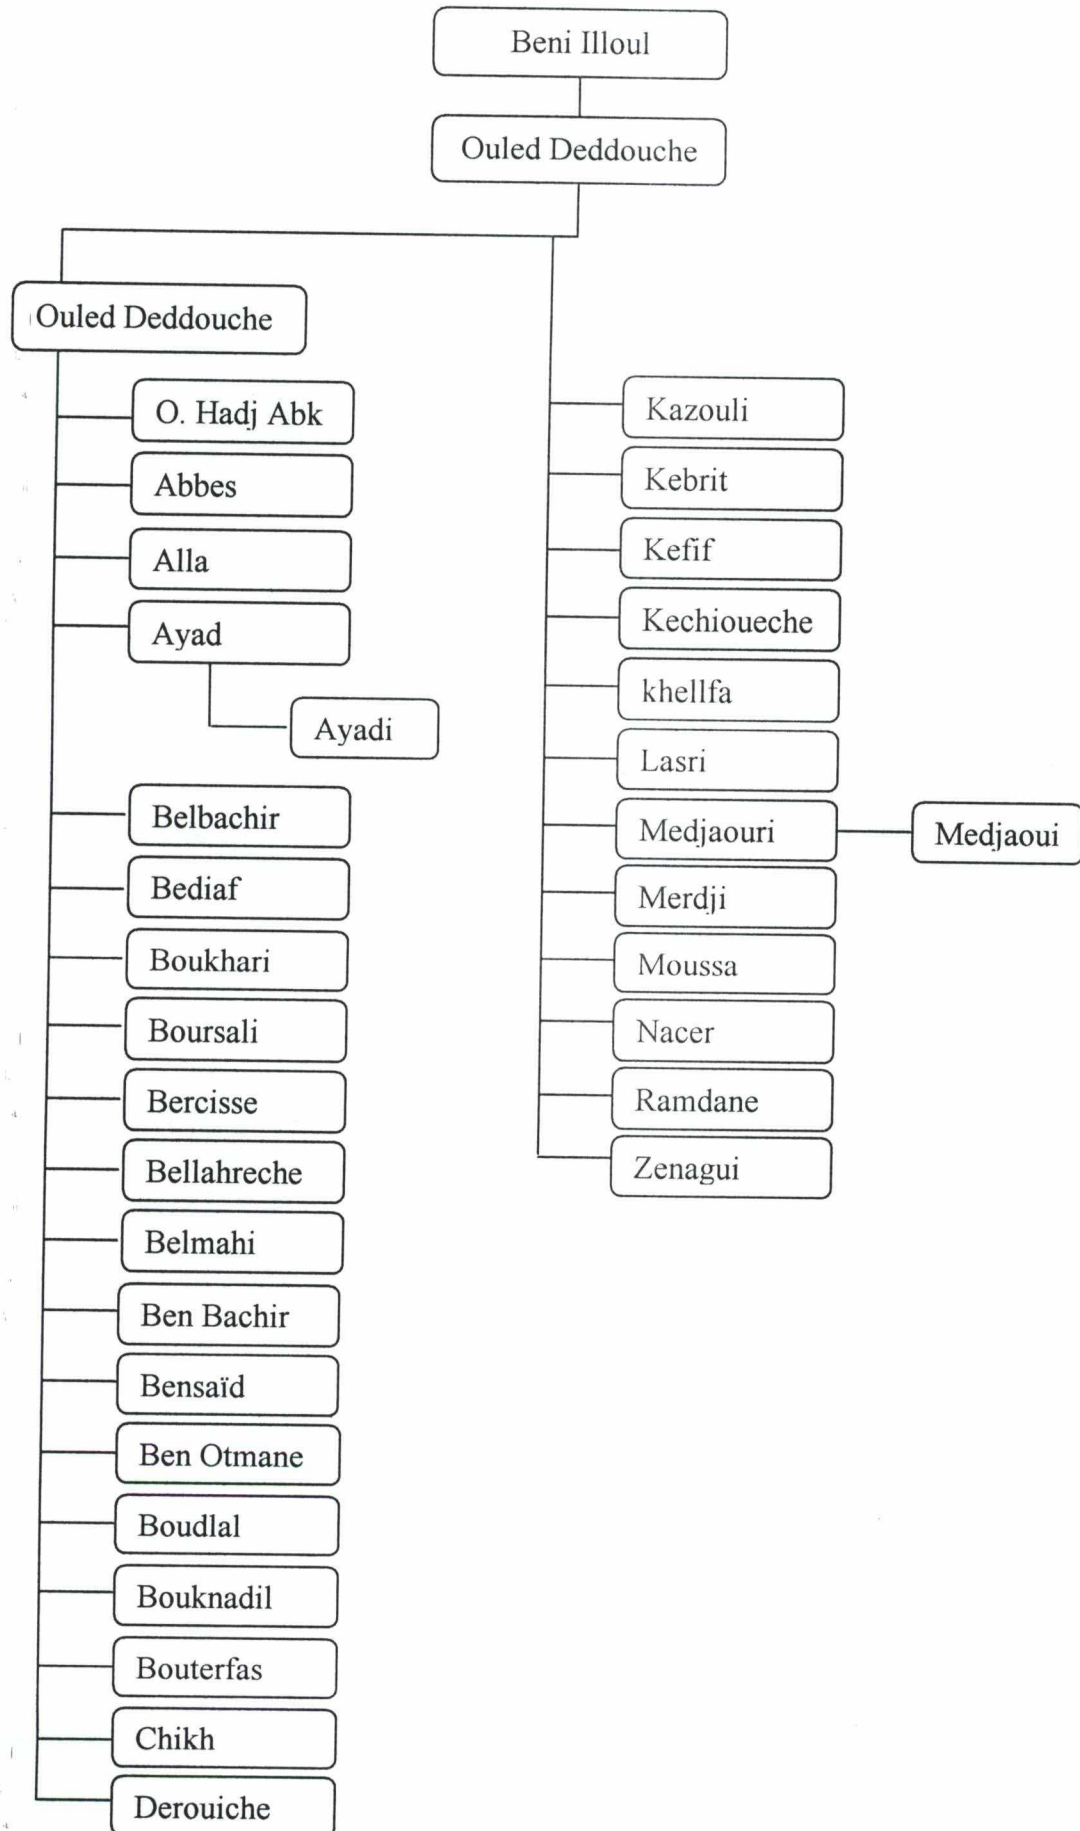 Beni Illoul
Ouled Deddouche
Ouled Deddouche
O. Hadj Abk
Abbes
Alla
Ayad
Ayadi
Belbachir
Bediaf
Boukhari
Boursali
Bercisse
Bellahreche
Belmahi
Ben Bachir
Bensaïd
Ben Otmane
Boudlal
Bouknadil
Bouterfas
Chikh
Derouiche
Kazouli
Kebrit
Kefif
Kechioueche
khellfa
Lasri
Medjaouri
Medjaoui
Merdji
Moussa
Nacer
Ramdane
Zenagui